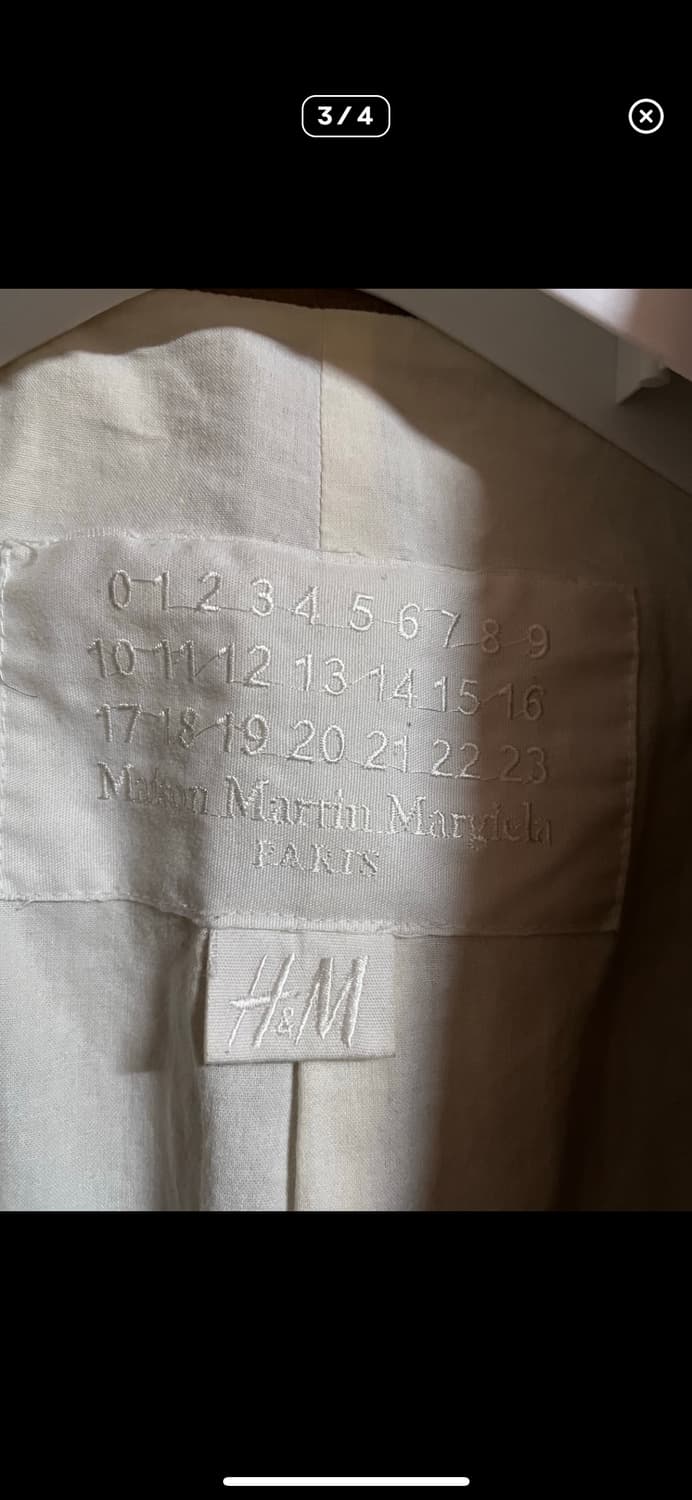 3/4
0 1 2 3 4 5 6 7 8 9
10 11 12 13 14 15 16
17 18 19 20 21 22 23
Maison Martin Margiela
PARIS
H&M